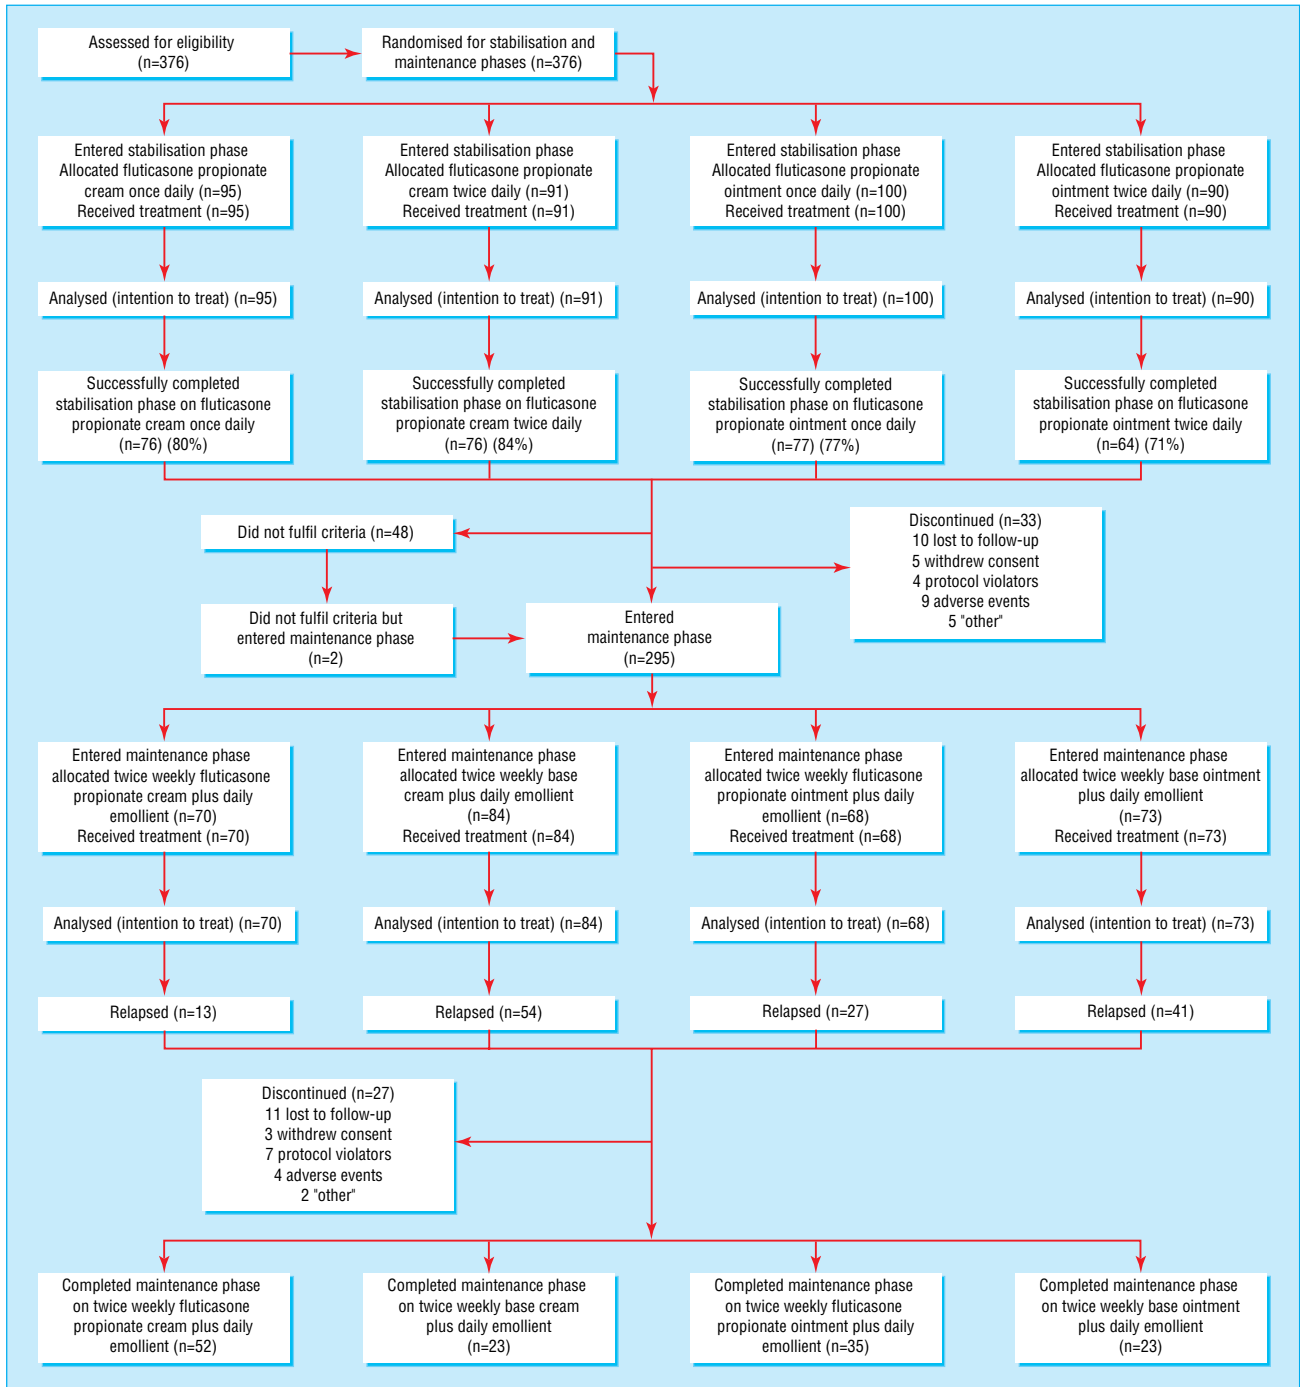 Assessed for eligibility
(n=376)
Randomised for stabilisation and
maintenance phases (n=376)
Entered stabilisation phase
Allocated fluticasone propionate
cream once daily (n=95)
Received treatment (n=95)
Entered stabilisation phase
Allocated fluticasone propionate
cream twice daily (n=91)
Received treatment (n=91)
Entered stabilisation phase
Allocated fluticasone propionate
ointment once daily (n=100)
Received treatment (n=100)
Entered stabilisation phase
Allocated fluticasone propionate
ointment twice daily (n=90)
Received treatment (n=90)
Analysed (intention to treat) (n=95)
Analysed (intention to treat) (n=91)
Analysed (intention to treat) (n=100)
Analysed (intention to treat) (n=90)
Successfully completed
stabilisation phase on fluticasone
propionate cream once daily
(n=76) (80%)
Successfully completed
stabilisation phase on fluticasone
propionate cream twice daily
(n=76) (84%)
Successfully completed
stabilisation phase on fluticasone
propionate ointment once daily
(n=77) (77%)
Successfully completed
stabilisation phase on fluticasone
propionate ointment twice daily
(n=64) (71%)
Did not fulfil criteria (n=48)
Discontinued (n=33)
10 lost to follow-up
5 withdrew consent
4 protocol violators
9 adverse events
5 "other"
Did not fulfil criteria but
entered maintenance phase
(n=2)
Entered
maintenance phase
(n=295)
Entered maintenance phase
allocated twice weekly fluticasone
propionate cream plus daily
emollient (n=70)
Received treatment (n=70)
Entered maintenance phase
allocated twice weekly base
cream plus daily emollient
(n=84)
Received treatment (n=84)
Entered maintenance phase
allocated twice weekly fluticasone
propionate ointment plus daily
emollient (n=68)
Received treatment (n=68)
Entered maintenance phase
allocated twice weekly base ointment
plus daily emollient
(n=73)
Received treatment (n=73)
Analysed (intention to treat) (n=70)
Analysed (intention to treat) (n=84)
Analysed (intention to treat) (n=68)
Analysed (intention to treat) (n=73)
Relapsed (n=13)
Relapsed (n=54)
Relapsed (n=27)
Relapsed (n=41)
Discontinued (n=27)
11 lost to follow-up
3 withdrew consent
7 protocol violators
4 adverse events
2 "other"
Completed maintenance phase
on twice weekly fluticasone
propionate cream plus daily
emollient (n=52)
Completed maintenance phase
on twice weekly base cream
plus daily emollient
(n=23)
Completed maintenance phase
on twice weekly fluticasone
propionate ointment plus daily
emollient (n=35)
Completed maintenance phase
on twice weekly base ointment
plus daily emollient
(n=23)